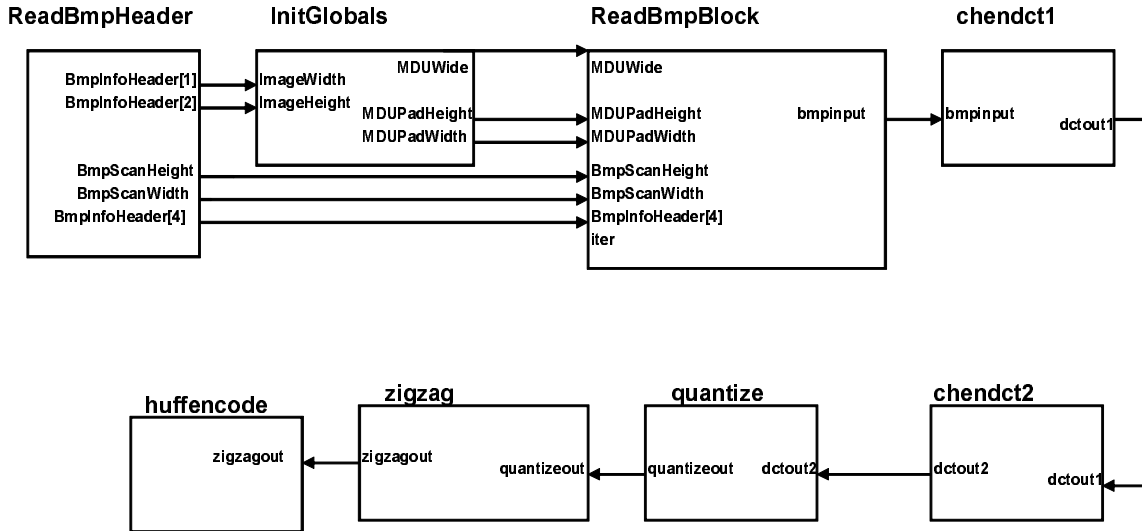 ReadBmpHeader
InitGlobals
ReadBmpBlock
chendct1
BmpInfoHeader[1]
BmpInfoHeader[2]
BmpScanHeight
BmpScanWidth
BmpInfoHeader[4]
ImageWidth
ImageHeight
MDUWide
MDUPadHeight
MDUPadWidth
MDUWide
MDUPadHeight
MDUPadWidth
BmpScanHeight
BmpScanWidth
BmpInfoHeader[4]
iter
bmpinput
bmpinput
dctout1
huffencode
zigzag
quantize
chendct2
zigzagout
zigzagout
quantizeout
quantizeout
dctout2
dctout2
dctout1